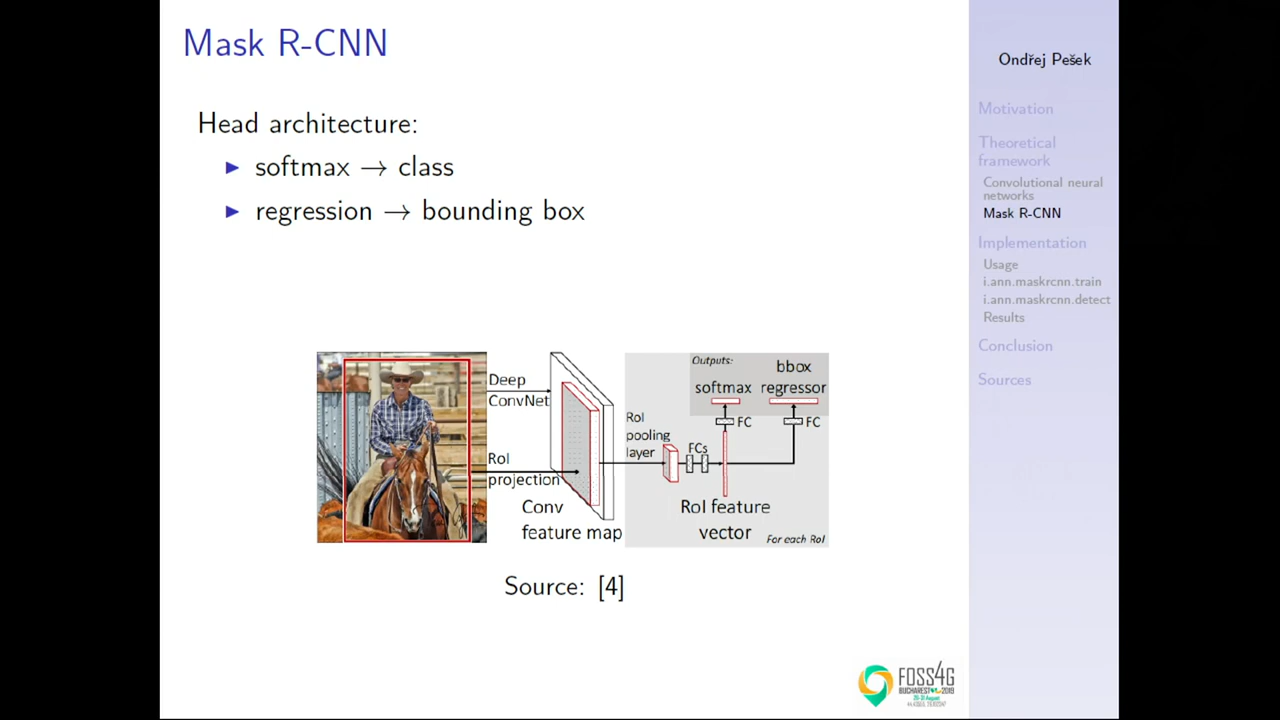 Mask R-CNN
Head architecture:
► softmax → class
► regression → bounding box
Deep
ConvNet
RoI
projection
Conv
feature map
RoI
pooling
layer
FCs
RoI feature
vector
Outputs:
softmax
bbox
regressor
FC
FC
For each RoI
Source: [4]
Ondřej Pešek
Motivation
Theoretical
framework
Convolutional neural
networks
Mask R-CNN
Implementation
Usage
i.ann.maskrcnn.train
i.ann.maskrcnn.detect
Results
Conclusion
Sources
FOSS4G
BUCHAREST 2019